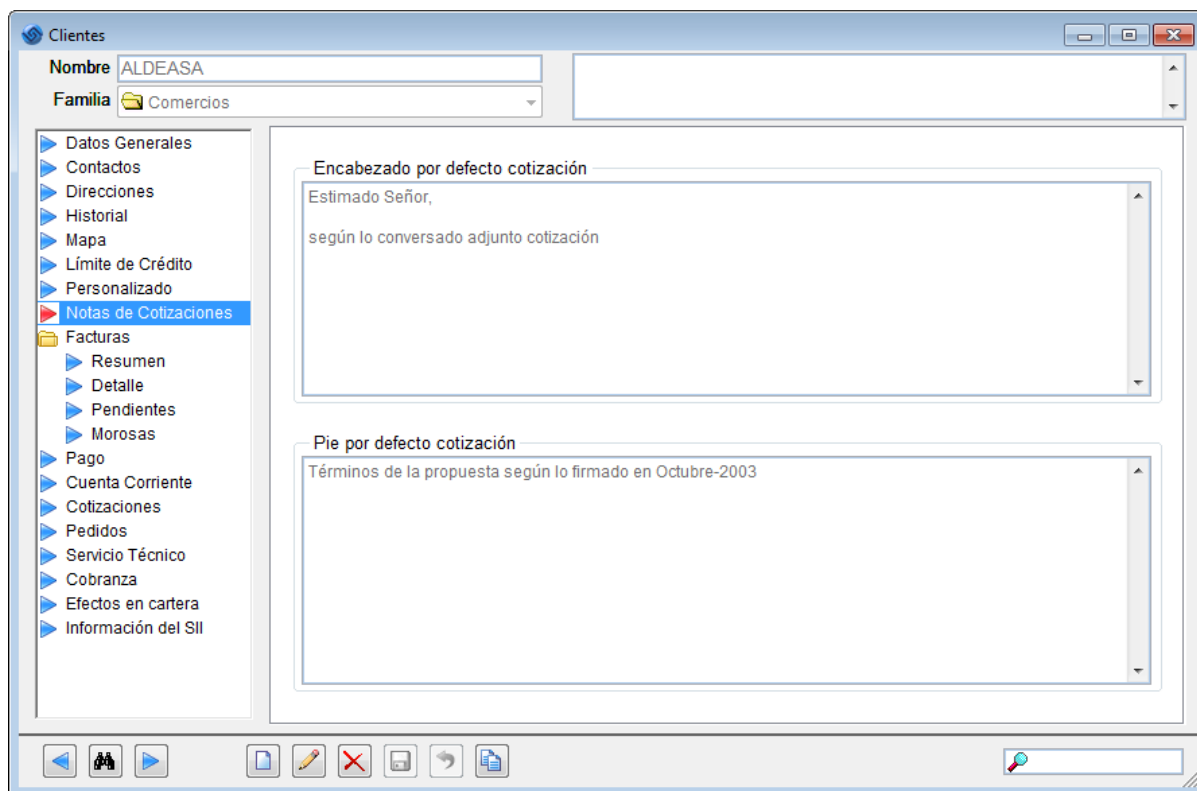 Clientes
Nombre ALDEASA
Familia Comercios
Datos Generales
Contactos
Direcciones
Historial
Mapa
Límite de Crédito
Personalizado
Notas de Cotizaciones
Facturas
Resumen
Detalle
Pendientes
Morosas
Pago
Cuenta Corriente
Cotizaciones
Pedidos
Servicio Técnico
Cobranza
Efectos en cartera
Información del SII
Encabezado por defecto cotización
Estimado Señor,
según lo conversado adjunto cotización
Pie por defecto cotización
Términos de la propuesta según lo firmado en Octubre-2003